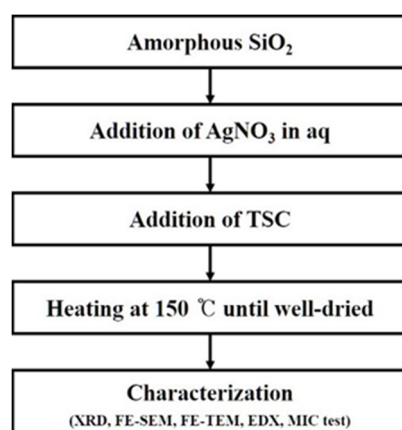 Amorphous SiO₂
Addition of AgNO₃ in aq
Addition of TSC
Heating at 150 ℃ until well-dried
Characterization
(XRD, FE-SEM, FE-TEM, EDX, MIC test)